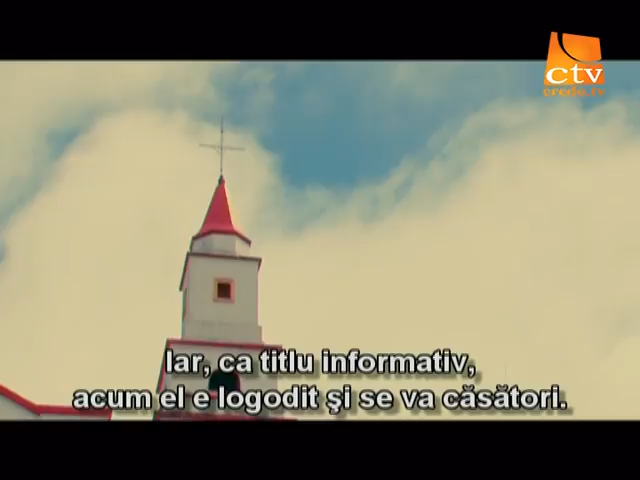 ctv
credo.tv
Iar, ca titlu informativ,
acum el e logodit şi se va căsători.